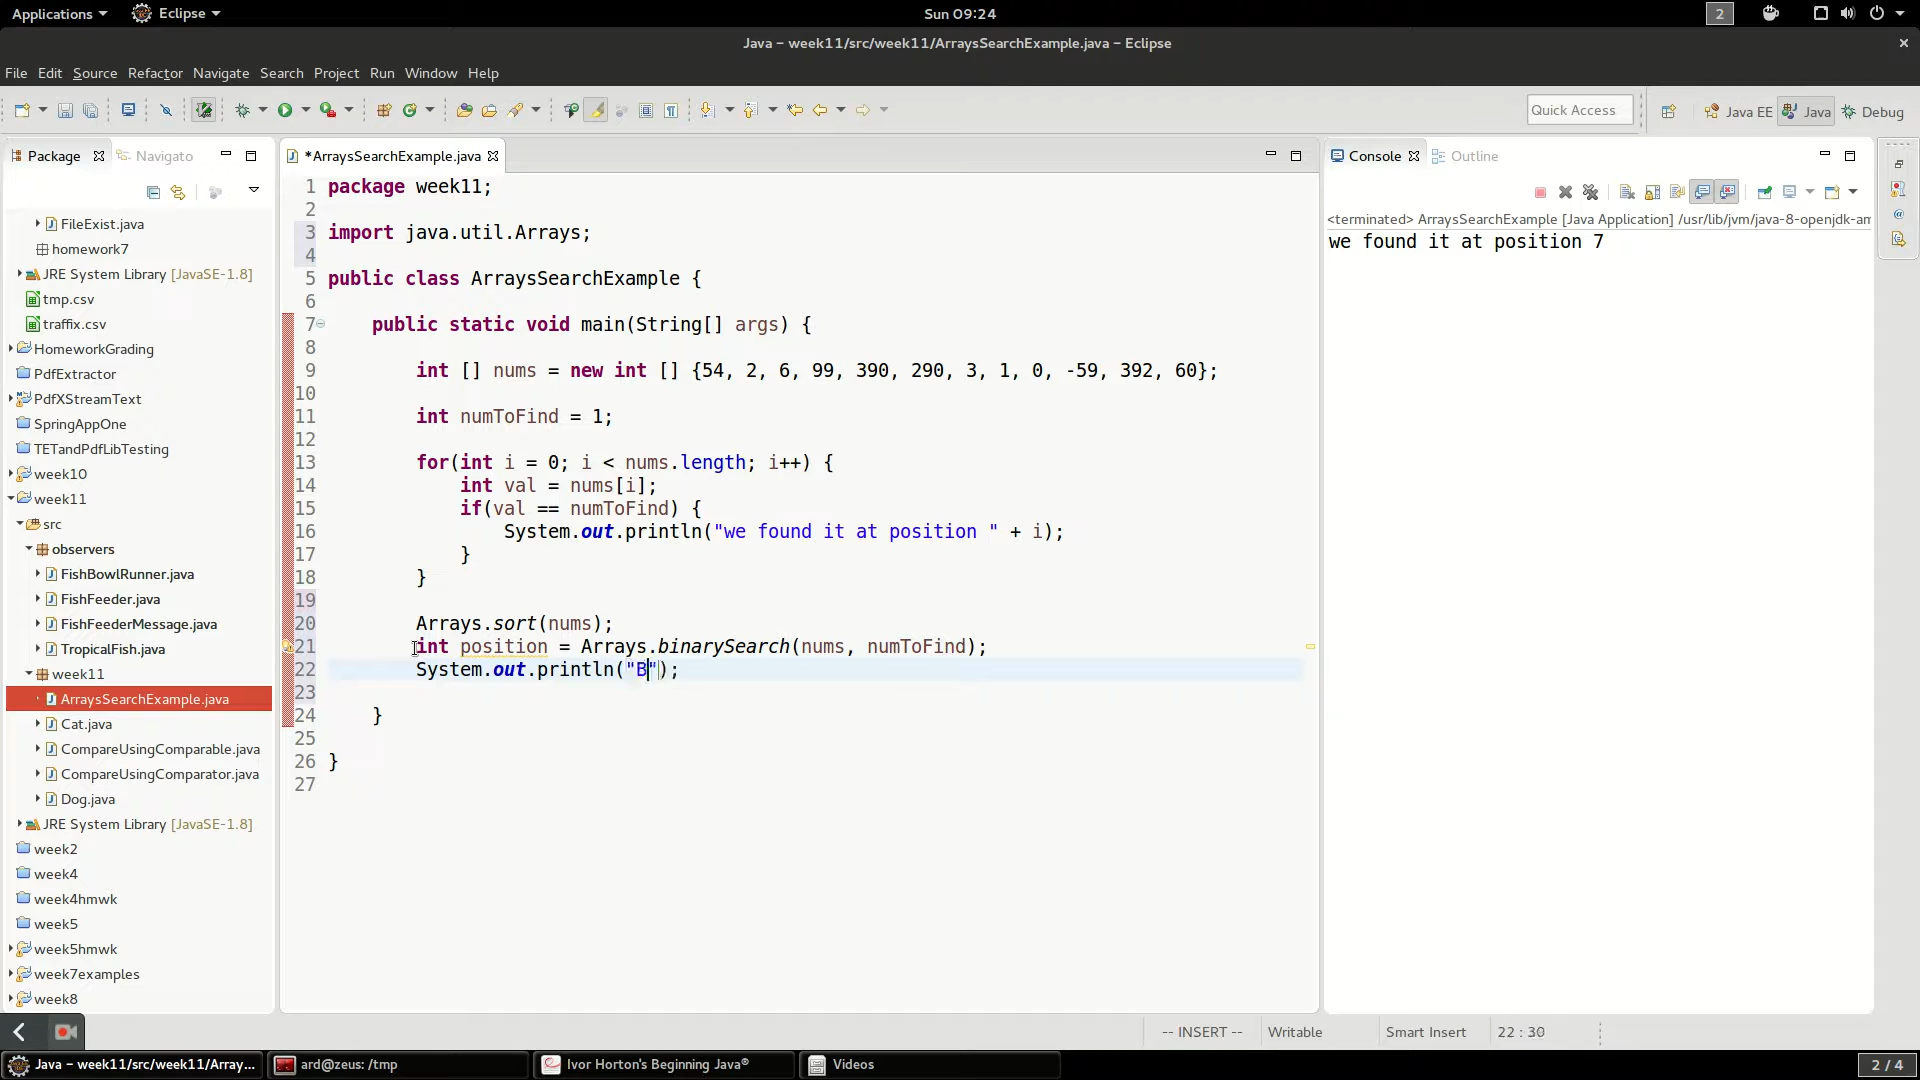 Applications Eclipse Sun 09:24 2
Java - week11/src/week11/ArraysSearchExample.java - Eclipse
File Edit Source Refactor Navigate Search Project Run Window Help
Quick Access Java EE Java Debug
Package Navigato
FileExist.java
homework7
JRE System Library [JavaSE-1.8]
tmp.csv
traffix.csv
HomeworkGrading
PdfExtractor
PdfXStreamText
SpringAppOne
TETandPdfLibTesting
week10
week11
src
observers
FishBowlRunner.java
FishFeeder.java
FishFeederMessage.java
TropicalFish.java
week11
ArraysSearchExample.java
Cat.java
CompareUsingComparable.java
CompareUsingComparator.java
Dog.java
JRE System Library [JavaSE-1.8]
week2
week4
week4hmwk
week5
week5hmwk
week7examples
week8
*ArraysSearchExample.java
1 package week11;
2
3 import java.util.Arrays;
4
5 public class ArraysSearchExample {
6
7 public static void main(String[] args) {
8
9 int [] nums = new int [] {54, 2, 6, 99, 390, 290, 3, 1, 0, -59, 392, 60};
10
11 int numToFind = 1;
12
13 for(int i = 0; i < nums.length; i++) {
14 int val = nums[i];
15 if(val == numToFind) {
16 System.out.println("we found it at position " + i);
17 }
18 }
19
20 Arrays.sort(nums);
21 int position = Arrays.binarySearch(nums, numToFind);
22 System.out.println("B");
23
24 }
25
26 }
27
Console Outline
<terminated> ArraysSearchExample [Java Application] /usr/lib/jvm/java-8-openjdk-am
we found it at position 7
-- INSERT -- Writable Smart Insert 22 : 30
Java - week11/src/week11/Array... ard@zeus: /tmp Ivor Horton's Beginning Java® Videos 2 / 4